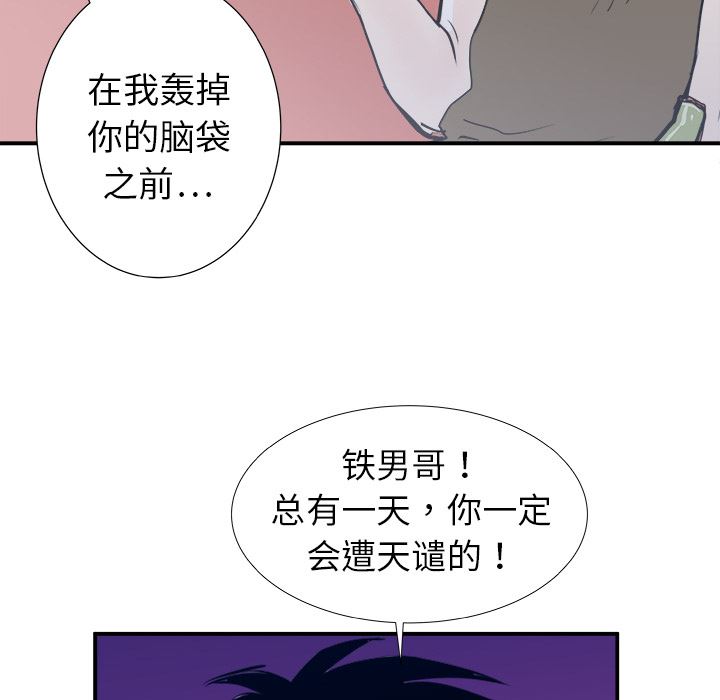 在我轰掉
你的脑袋
之前...
铁男哥！
总有一天，你一定
会遭天谴的！